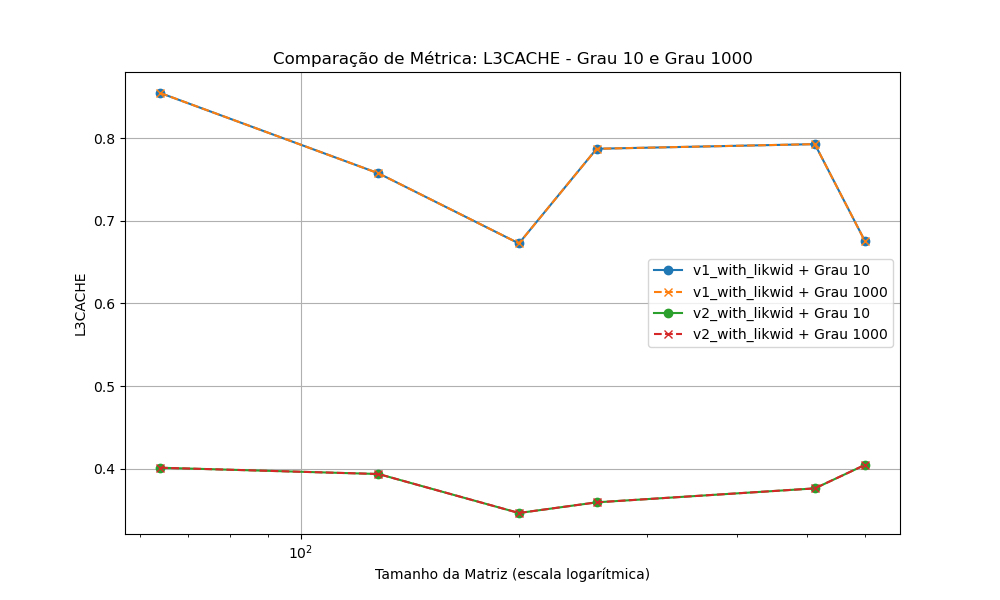 Comparação de Métrica: L3CACHE - Grau 10 e Grau 1000
L3CACHE
0.8
0.7
0.6
0.5
0.4
v1_with_likwid + Grau 10
v1_with_likwid + Grau 1000
v2_with_likwid + Grau 10
v2_with_likwid + Grau 1000
10²
Tamanho da Matriz (escala logarítmica)